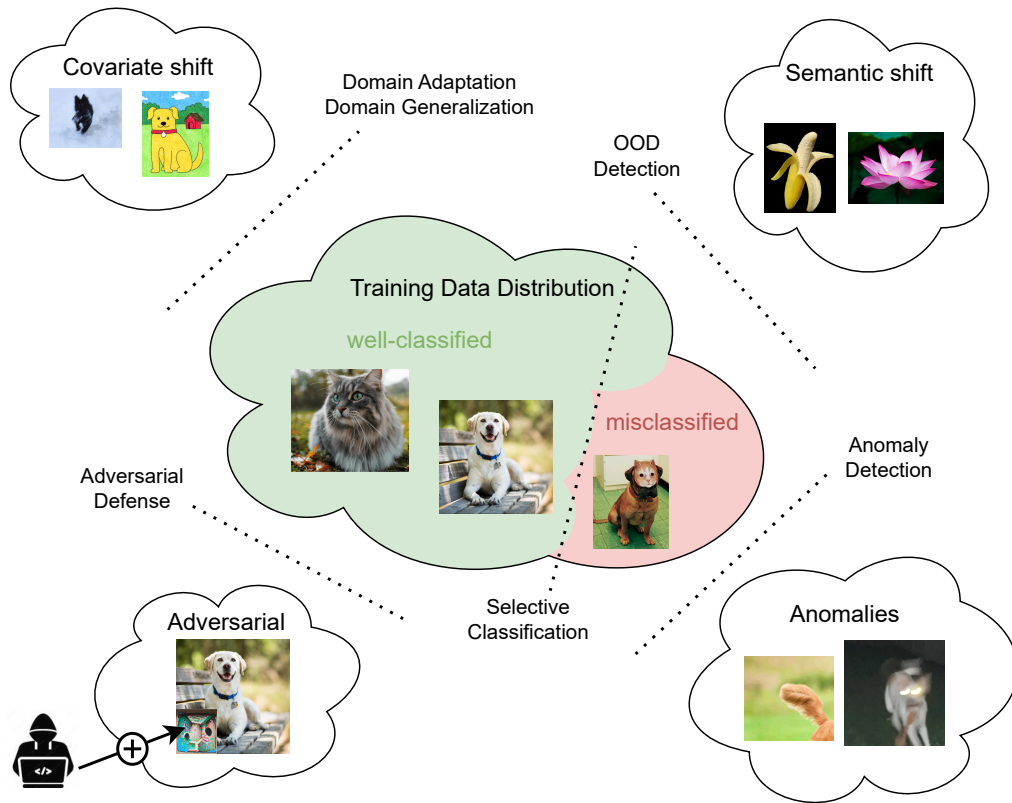 Covariate shift
Domain Adaptation
Domain Generalization
Semantic shift
OOD
Detection
Training Data Distribution
well-classified
misclassified
Adversarial
Defense
Anomaly
Detection
Selective
Classification
Adversarial
Anomalies
</>